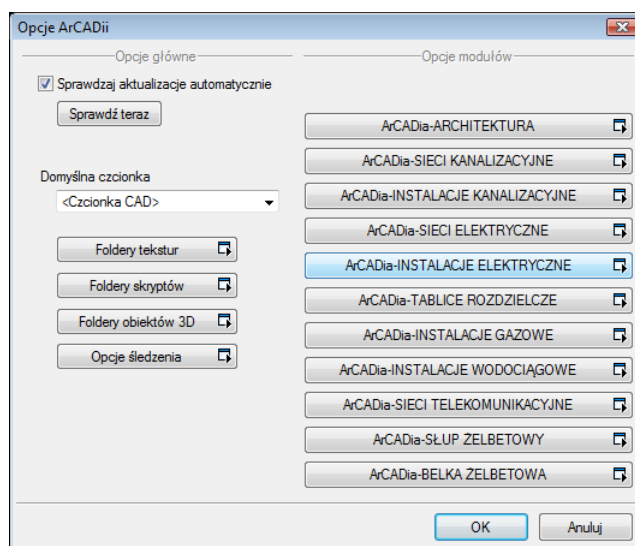 Opcje ArCADii
Opcje główne
Sprawdzaj aktualizacje automatycznie
Sprawdź teraz
Domyślna czcionka
<Czcionka CAD>
Foldery tekstur
Foldery skryptów
Foldery obiektów 3D
Opcje śledzenia
Opcje modułów
ArCADia-ARCHITEKTURA
ArCADia-SIECI KANALIZACYJNE
ArCADia-INSTALACJE KANALIZACYJNE
ArCADia-SIECI ELEKTRYCZNE
ArCADia-INSTALACJE ELEKTRYCZNE
ArCADia-TABLICE ROZDZIELCZE
ArCADia-INSTALACJE GAZOWE
ArCADia-INSTALACJE WODOCIĄGOWE
ArCADia-SIECI TELEKOMUNIKACYJNE
ArCADia-SŁUP ŻELBETOWY
ArCADia-BELKA ŻELBETOWA
OK
Anuluj